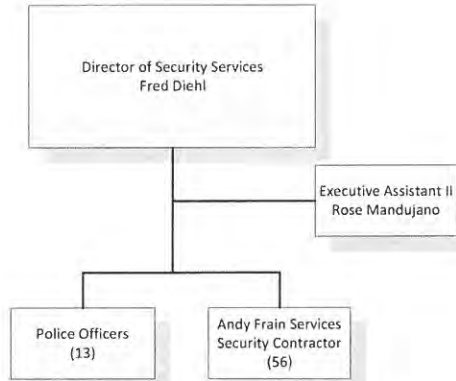 Director of Security Services
Fred Diehl
Executive Assistant II
Rose Mandujano
Police Officers
(13)
Andy Frain Services
Security Contractor
(56)